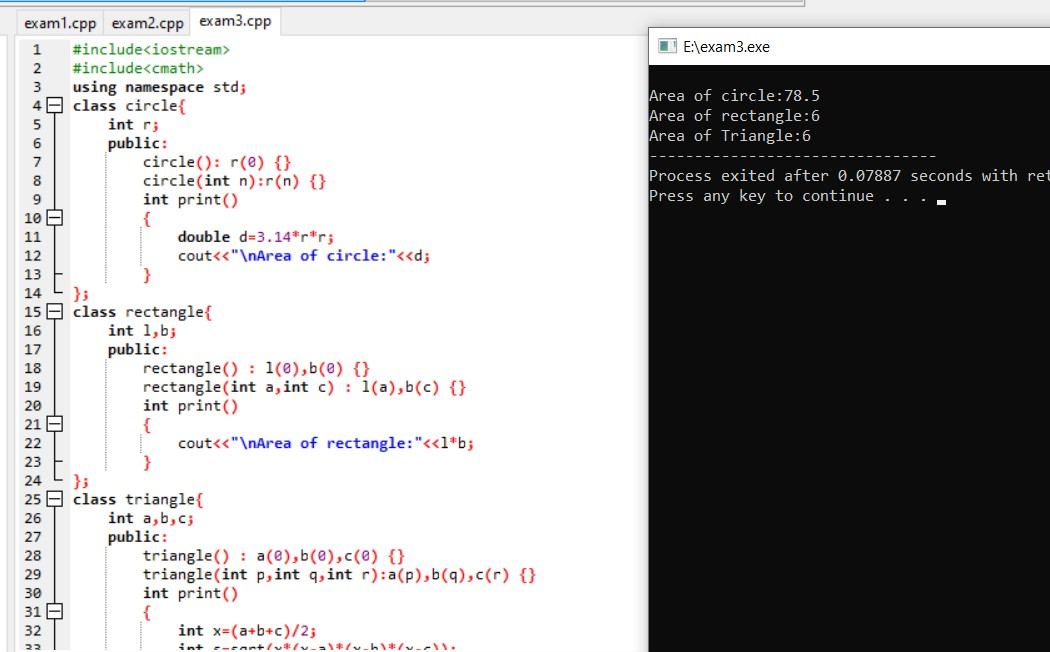 exam1.cpp exam2.cpp exam3.cpp
1 #include<iostream>
2 #include<cmath>
3 using namespace std;
4 class circle{
5 int r;
6 public:
7 circle(): r(0) {}
8 circle(int n):r(n) {}
9 int print()
10 {
11 double d=3.14*r*r;
12 cout<<"\nArea of circle:"<<d;
13 }
14 };
15 class rectangle{
16 int l,b;
17 public:
18 rectangle() : l(0),b(0) {}
19 rectangle(int a,int c) : l(a),b(c) {}
20 int print()
21 {
22 cout<<"\nArea of rectangle:"<<l*b;
23 }
24 };
25 class triangle{
26 int a,b,c;
27 public:
28 triangle() : a(0),b(0),c(0) {}
29 triangle(int p,int q,int r):a(p),b(q),c(r) {}
30 int print()
31 {
32 int x=(a+b+c)/2;
33 int s=sqrt(x*(x-a)*(x-b)*(x-c));
E:\exam3.exe
Area of circle:78.5
Area of rectangle:6
Area of Triangle:6
--------------------------------
Process exited after 0.07887 seconds with ret
Press any key to continue . . .